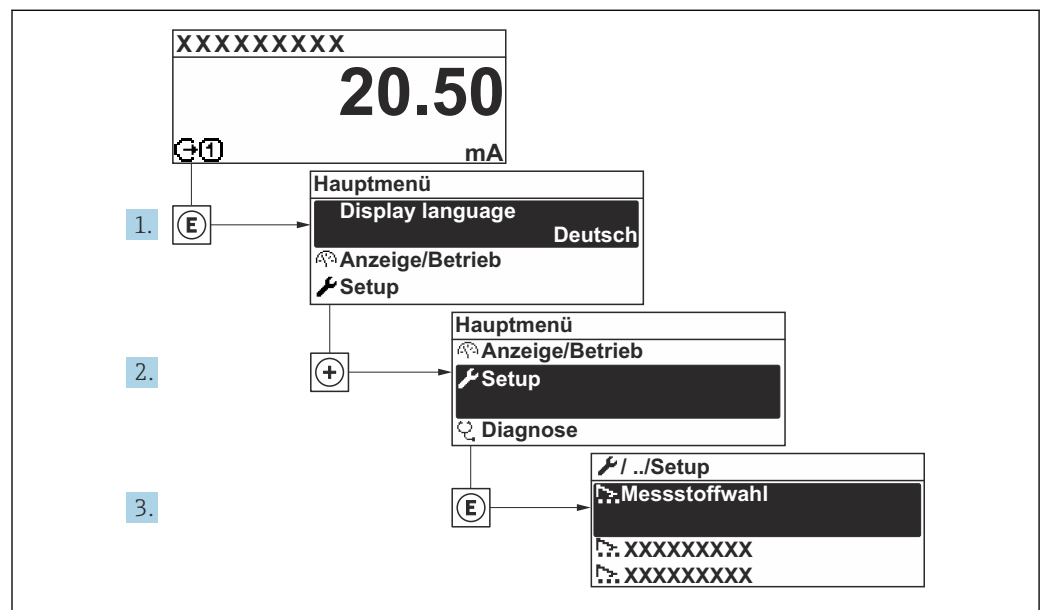 XXXXXXXXX
20.50
1 mA
Hauptmenü
1. E Display language
Deutsch
Anzeige/Betrieb
Setup
Hauptmenü
2. + Anzeige/Betrieb
Setup
Diagnose
/ ../Setup
3. E Messstoffwahl
XXXXXXXXX
XXXXXXXXX